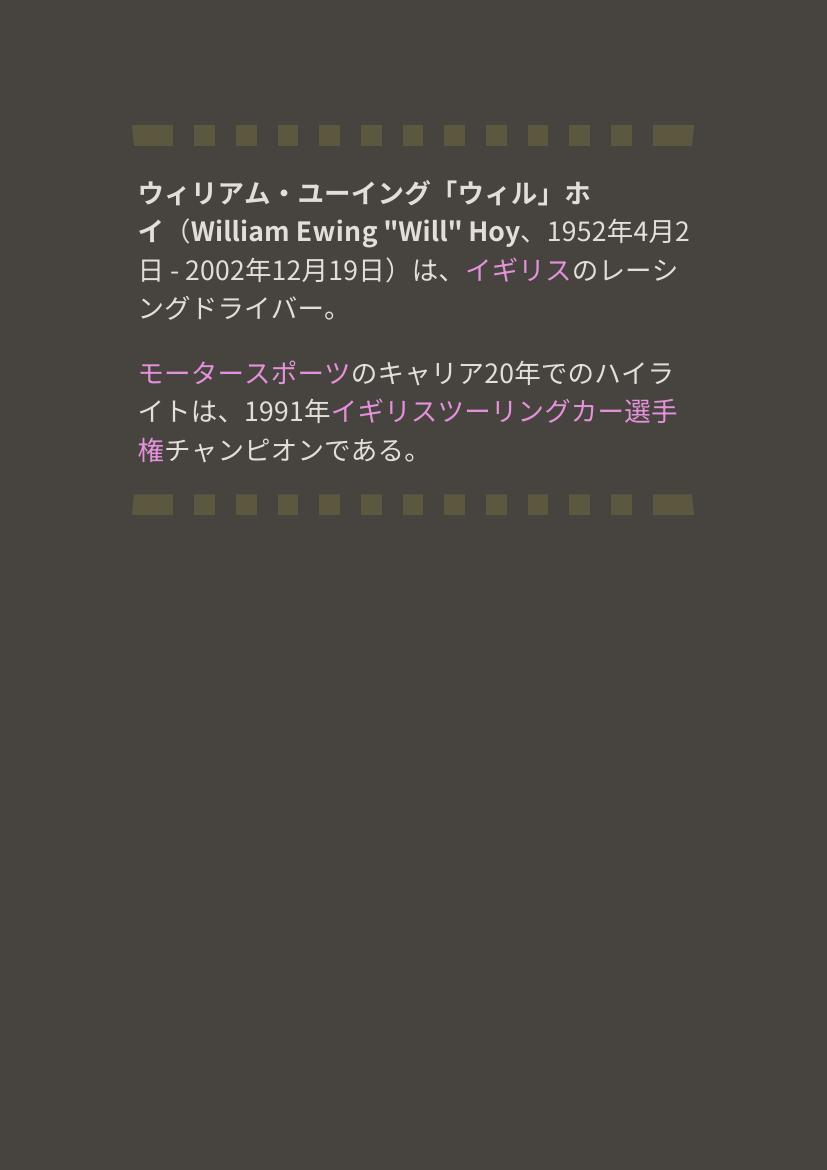 ウィリアム・ユーイング「ウィル」ホ
イ（William Ewing "Will" Hoy、1952年4月2
日 - 2002年12月19日）は、イギリスのレーシ
ングドライバー。
モータースポーツのキャリア20年でのハイラ
イトは、1991年イギリスツーリングカー選手
権チャンピオンである。